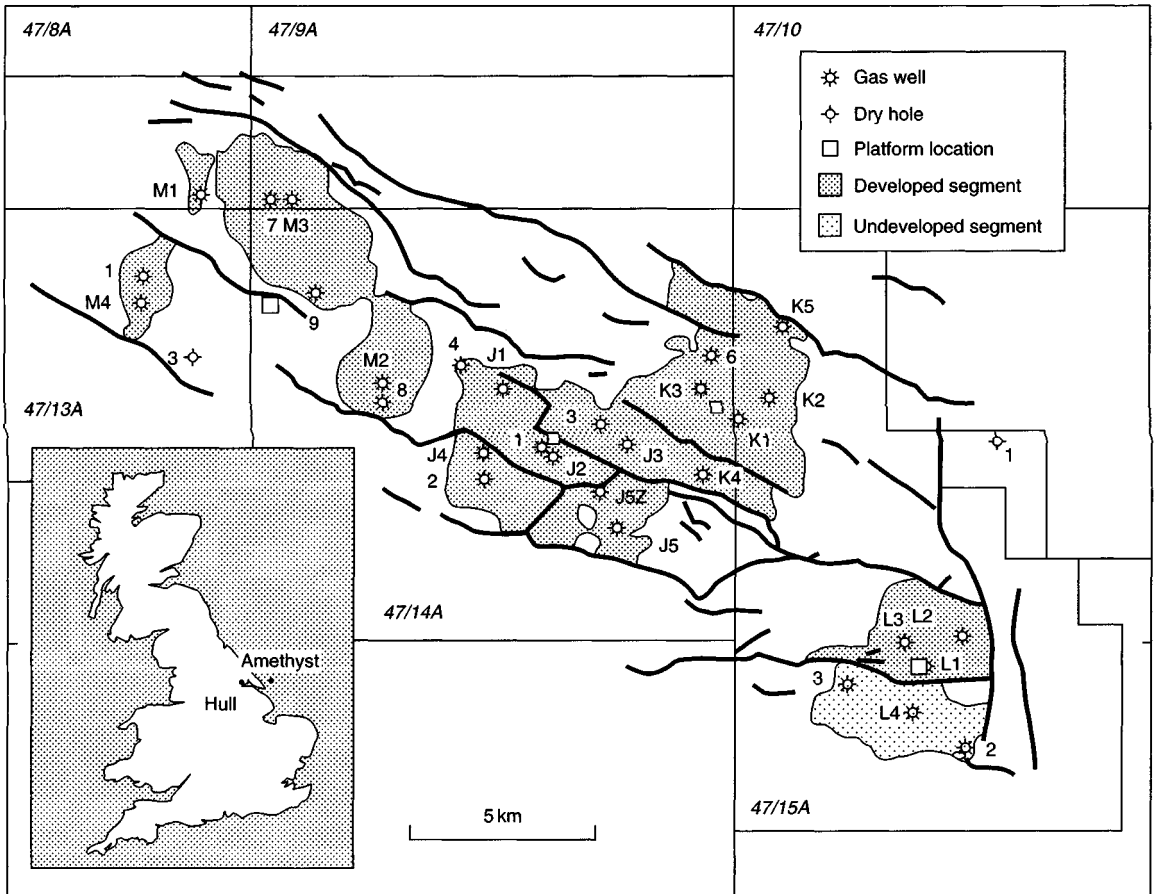 47/8A
47/9A
47/10
Gas well
Dry hole
Platform location
Developed segment
Undeveloped segment
M1
7 M3
1
M4
9
3
K5
4
J1
6
M2
8
K3
K2
47/13A
3
K1
1
J3
1
J4
J2
K4
2
J5Z
J5
47/14A
L3 L2
Amethyst
L1
3
Hull
L4
2
5 km
47/15A